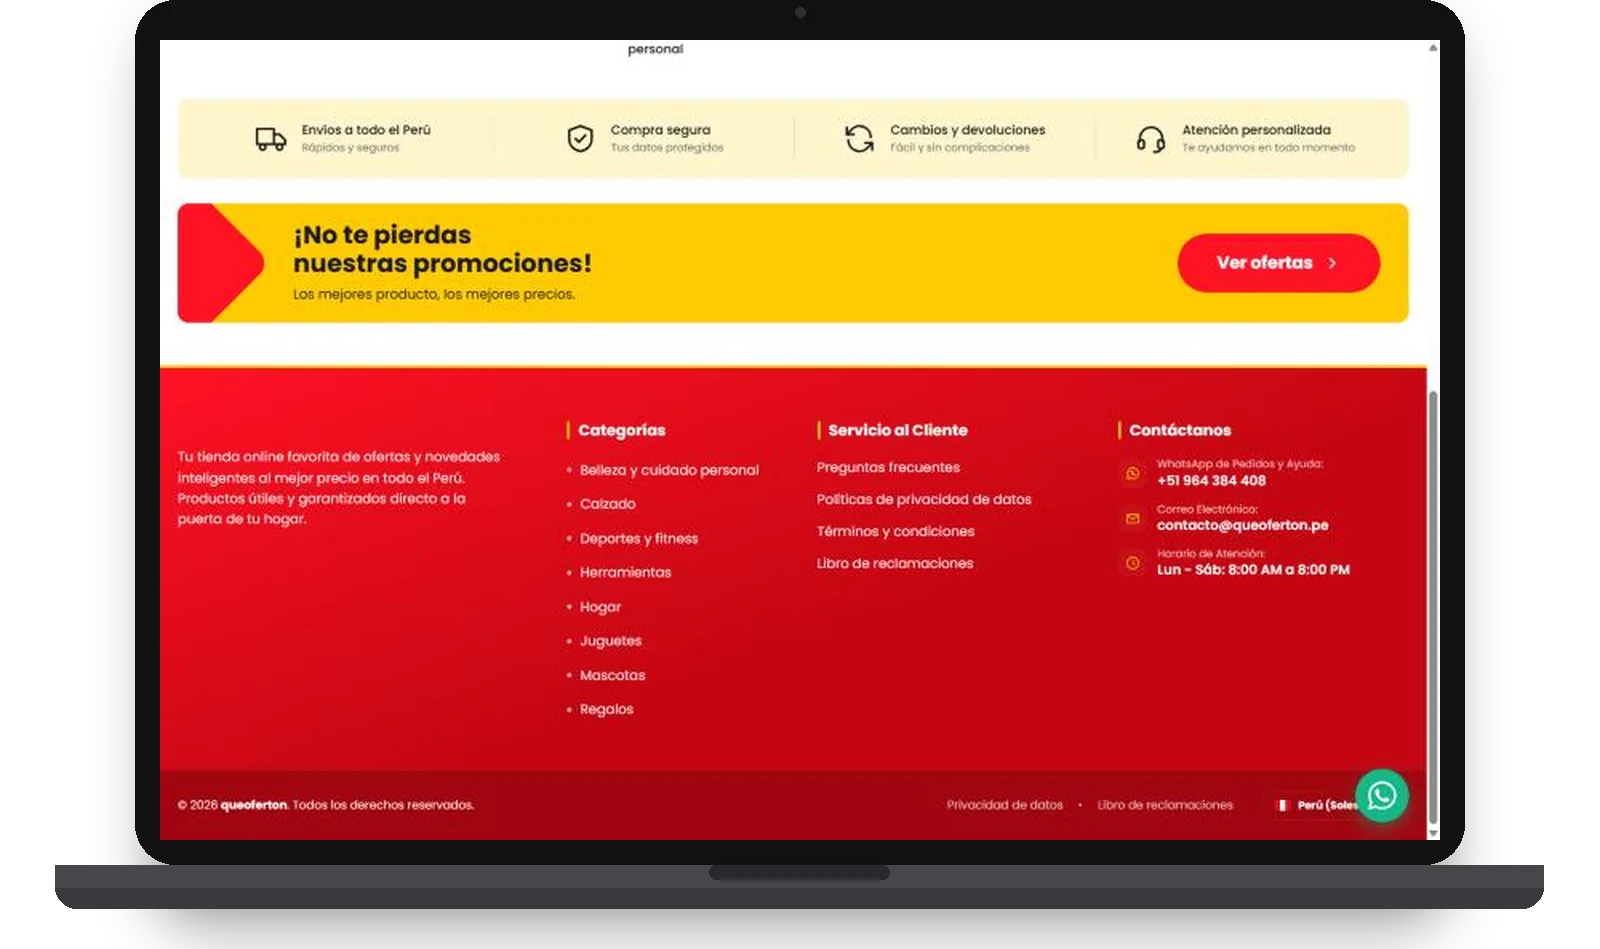 personal
Envíos a todo el Perú
Rápidos y seguros
Compra segura
Tus datos protegidos
Cambios y devoluciones
Fácil y sin complicaciones
Atención personalizada
Te ayudamos en todo momento
¡No te pierdas
nuestras promociones!
Los mejores producto, los mejores precios.
Ver ofertas
Tu tienda online favorita de ofertas y novedades
inteligentes al mejor precio en todo el Perú.
Productos útiles y garantizados directo a la
puerta de tu hogar.
Categorías
• Belleza y cuidado personal
• Calzado
• Deportes y fitness
• Herramientas
• Hogar
• Juguetes
• Mascotas
• Regalos
Servicio al Cliente
Preguntas frecuentes
Políticas de privacidad de datos
Términos y condiciones
Libro de reclamaciones
Contáctanos
WhatsApp de Pedidos y Ayuda:
+51 964 384 408
Correo Electrónico:
contacto@queoferton.pe
Horario de Atención:
Lun - Sáb: 8:00 AM a 8:00 PM
© 2026 queoferton. Todos los derechos reservados.
Privacidad de datos • Libro de reclamaciones
Perú (Soles